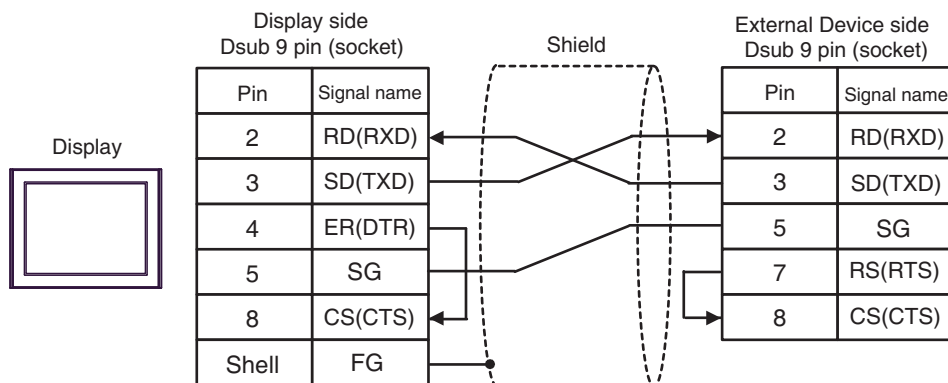 Display side
Dsub 9 pin (socket)
Shield
External Device side
Dsub 9 pin (socket)
Display
Pin Signal name
2 RD(RXD)
3 SD(TXD)
4 ER(DTR)
5 SG
8 CS(CTS)
Shell FG
Pin Signal name
2 RD(RXD)
3 SD(TXD)
5 SG
7 RS(RTS)
8 CS(CTS)